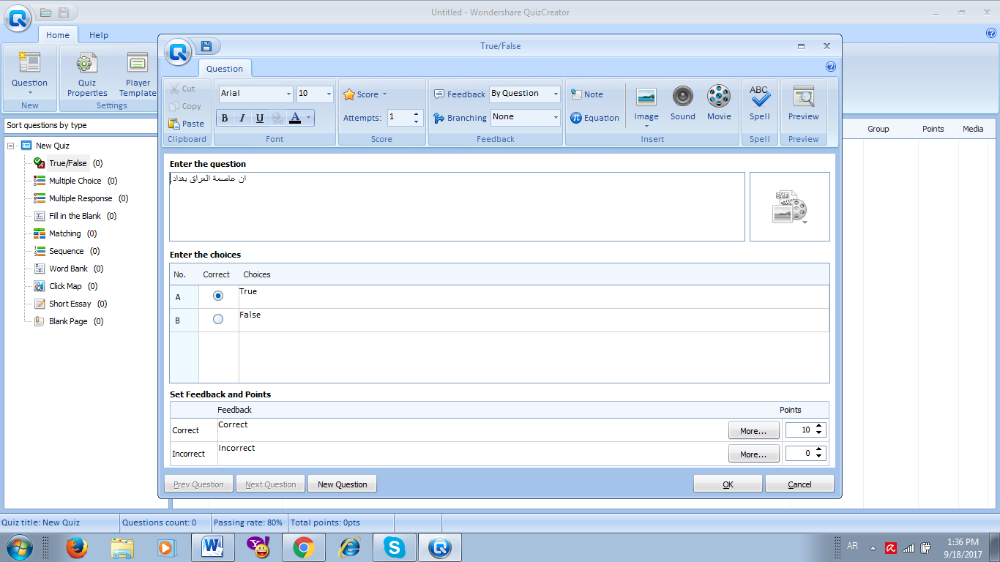 Untitled - Wondershare QuizCreator
Home Help
Question
Quiz Properties
Player Template
New
Settings
Sort questions by type
New Quiz
True/False (0)
Multiple Choice (0)
Multiple Response (0)
Fill in the Blank (0)
Matching (0)
Sequence (0)
Word Bank (0)
Click Map (0)
Short Essay (0)
Blank Page (0)
Group Points Media
True/False
Question
Cut
Copy
Paste
Clipboard
Arial 10
B I U A
Font
Score
Attempts: 1
Score
Feedback By Question
Branching None
Feedback
Note
Equation
Image
Sound
Movie
Insert
ABC
Spell
Spell
Preview
Preview
Enter the question
ان عاصمة العراق بغداد.
SWF
Enter the choices
No. Correct Choices
A True
B False
Set Feedback and Points
Feedback Points
Correct Correct More... 10
Incorrect Incorrect More... 0
Prev Question Next Question New Question OK Cancel
Quiz title: New Quiz Questions count: 0 Passing rate: 80% Total points: 0pts
AR
1:36 PM
9/18/2017